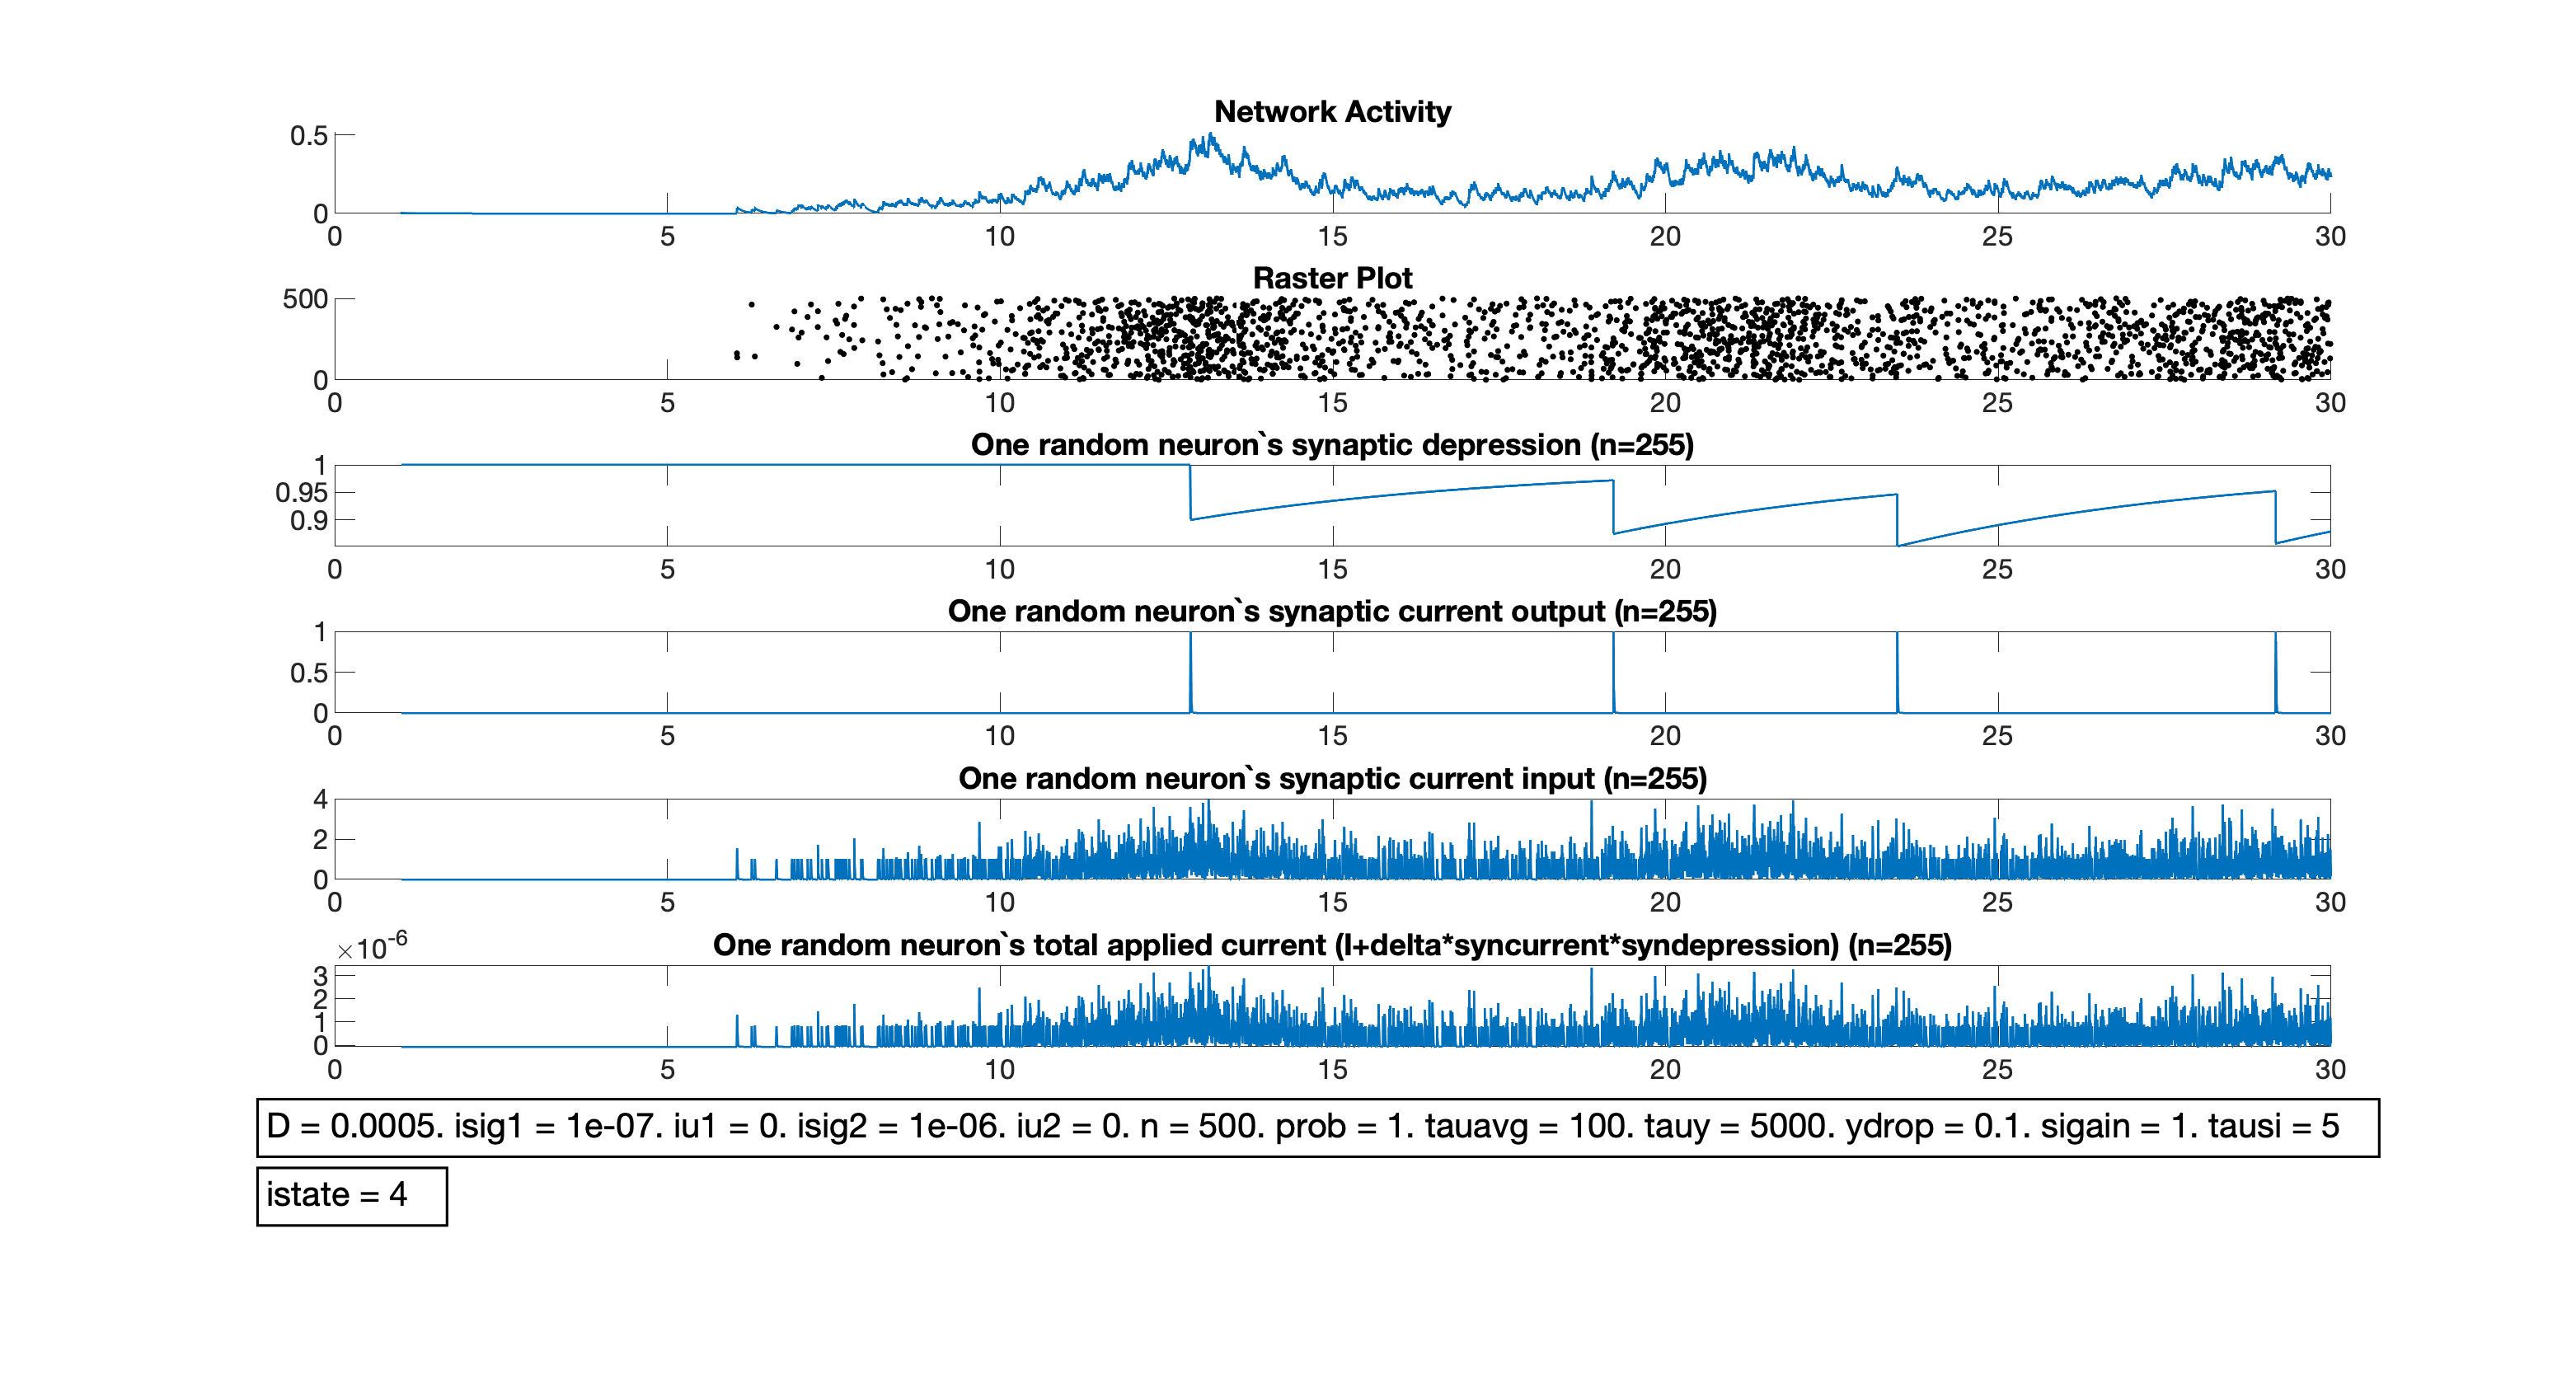 Network Activity
0.5
0
0 5 10 15 20 25 30
Raster Plot
500
0
0 5 10 15 20 25 30
One random neuron`s synaptic depression (n=255)
1
0.95
0.9
0 5 10 15 20 25 30
One random neuron`s synaptic current output (n=255)
1
0.5
0
0 5 10 15 20 25 30
One random neuron`s synaptic current input (n=255)
4
2
0
0 5 10 15 20 25 30
×10-6 One random neuron`s total applied current (I+delta*syncurrent*syndepression) (n=255)
3
2
1
0
0 5 10 15 20 25 30
D = 0.0005. isig1 = 1e-07. iu1 = 0. isig2 = 1e-06. iu2 = 0. n = 500. prob = 1. tauavg = 100. tauy = 5000. ydrop = 0.1. sigain = 1. tausi = 5
istate = 4